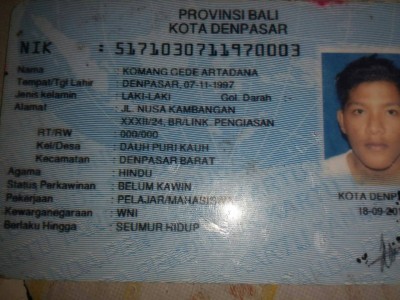 PROVINSI BALI
KOTA DENPASAR
NIK : 5171030711970003
Nama : KOMANG GEDE ARTADANA
Tempat/Tgl Lahir : DENPASAR, 07-11-1997
Jenis kelamin : LAKI-LAKI Gol. Darah : -
Alamat : JL. NUSA KAMBANGAN
XXXII/24, BR/LINK. PENGIASAN
RT/RW : 000/000
Kel/Desa : DAUH PURI KAUH
Kecamatan : DENPASAR BARAT
Agama : HINDU
Status Perkawinan : BELUM KAWIN
Pekerjaan : PELAJAR/MAHASISWA
Kewarganegaraan : WNI
Berlaku Hingga : SEUMUR HIDUP
KOTA DENP
18-09-20